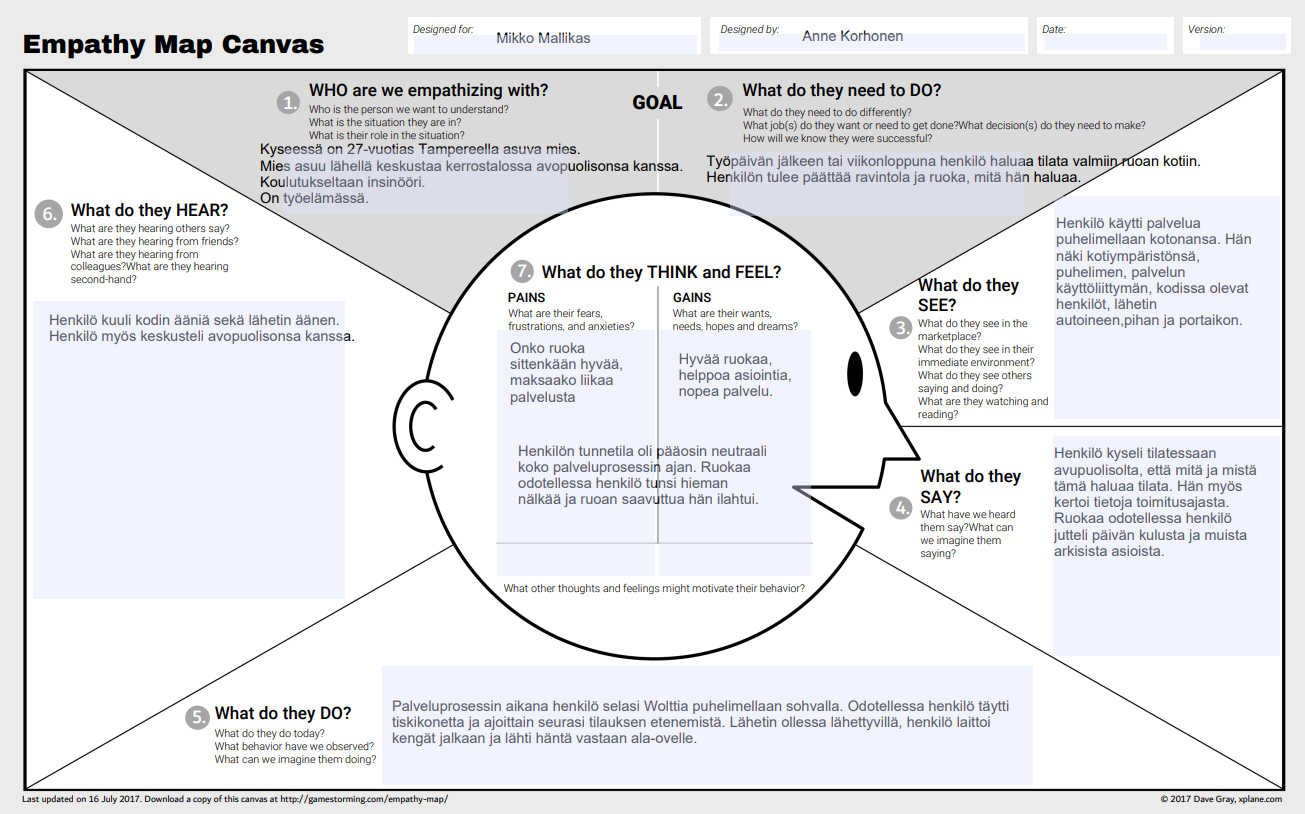 Empathy Map Canvas
Designed for:
Mikko Mallikas
Designed by:
Anne Korhonen
Date:
Version:
1.
WHO are we empathizing with?
Who is the person we want to understand?
What is the situation they are in?
What is their role in the situation?
Kyseessä on 27-vuotias Tampereella asuva mies.
Mies asuu lähellä keskustaa kerrostalossa avopuolisonsa kanssa.
Koulutukseltaan insinööri.
On työelämässä.
GOAL
2.
What do they need to DO?
What do they need to do differently?
What job(s) do they want or need to get done?What decision(s) do they need to make?
How will we know they were successful?
Työpäivän jälkeen tai viikonloppuna henkilö haluaa tilata valmiin ruoan kotiin.
Henkilön tulee päättää ravintola ja ruoka, mitä hän haluaa.
6.
What do they HEAR?
What are they hearing others say?
What are they hearing from friends?
What are they hearing from
colleagues?What are they hearing
second-hand?
Henkilö kuuli kodin ääniä sekä lähetin äänen.
Henkilö myös keskusteli avopuolisonsa kanssa.
7.
What do they THINK and FEEL?
PAINS
What are their fears,
frustrations, and anxieties?
Onko ruoka
sittenkään hyvää,
maksaako liikaa
palvelusta
GAINS
What are their wants,
needs, hopes and dreams?
Hyvää ruokaa,
helppoa asiointia,
nopea palvelu.
Henkilön tunnetila oli pääosin neutraali
koko palveluprosessin ajan. Ruokaa
odotellessa henkilö tunsi hieman
nälkää ja ruoan saavuttua hän ilahtui.
What other thoughts and feelings might motivate their behavior?
3.
What do they
SEE?
What do they see in the
marketplace?
What do they see in their
immediate environment?
What do they see others
saying and doing?
What are they watching and
reading?
Henkilö käytti palvelua
puhelimellaan kotonansa. Hän
näki kotiympäristönsä,
puhelimen, palvelun
käyttöliittymän, kodissa olevat
henkilöt, lähetin
autoineen,pihan ja portaikon.
4.
What do they
SAY?
What have we heard
them say?What can
we imagine them
saying?
Henkilö kyseli tilatessaan
avupuolisolta, että mitä ja mistä
tämä haluaa tilata. Hän myös
kertoi tietoja toimitusajasta.
Ruokaa odotellessa henkilö
jutteli päivän kulusta ja muista
arkisista asioista.
5.
What do they DO?
What do they do today?
What behavior have we observed?
What can we imagine them doing?
Palveluprosessin aikana henkilö selasi Wolttia puhelimellaan sohvalla. Odotellessa henkilö täytti
tiskikonetta ja ajoittain seurasi tilauksen etenemistä. Lähetin ollessa lähettyvillä, henkilö laittoi
kengät jalkaan ja lähti häntä vastaan ala-ovelle.
Last updated on 16 July 2017. Download a copy of this canvas at http://gamestorming.com/empathy-map/
© 2017 Dave Gray, xplane.com